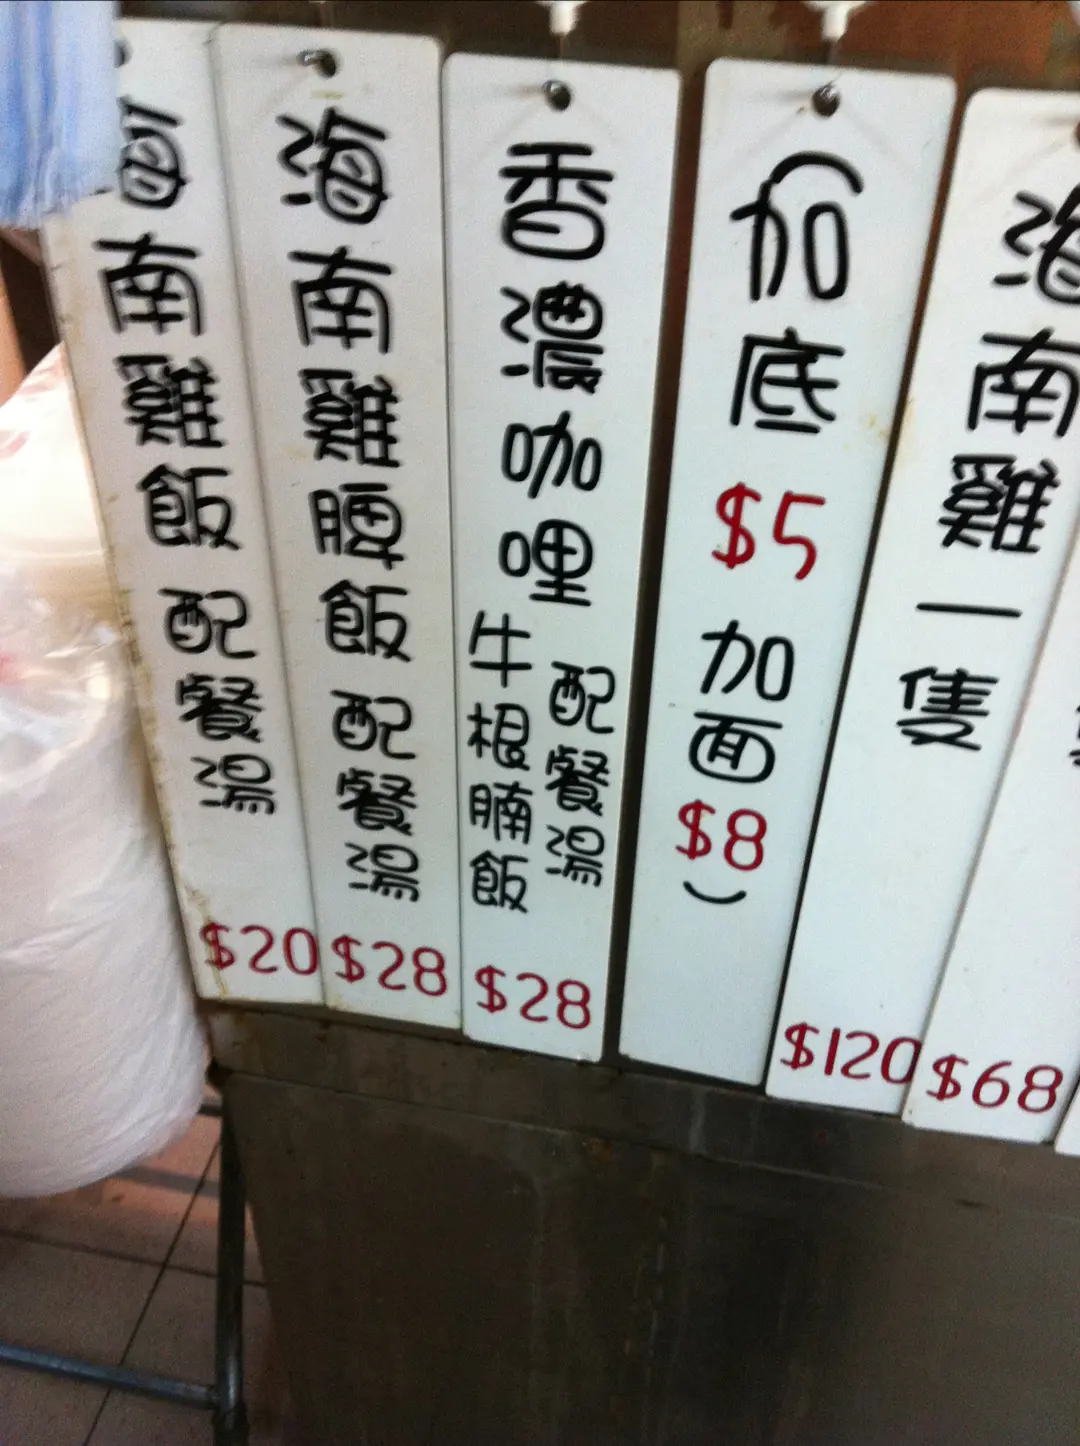 海南雞飯 配餐湯
$20
海南雞脾飯 配餐湯
$28
香濃咖哩
牛根腩飯
配餐湯
$28
(加底
$5
加面
$8)
海南雞一隻
$120
$68